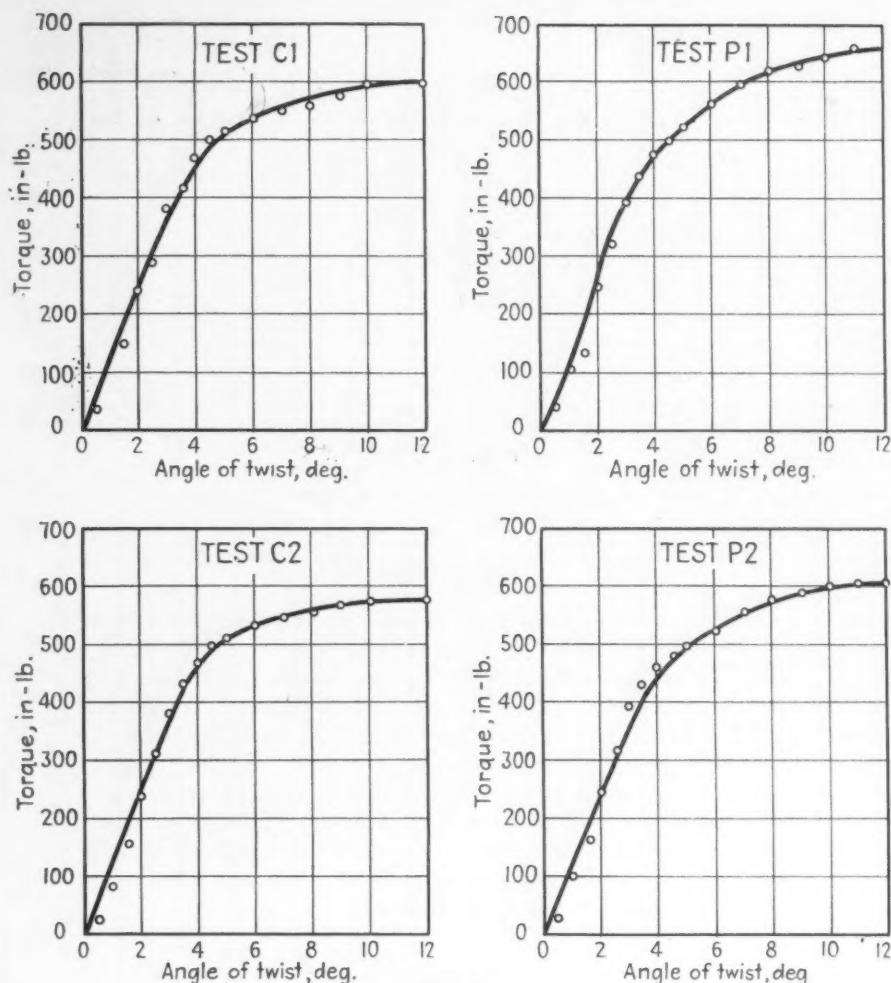 TEST C1
700
600
500
400
300
200
100
0
Torque, in-lb.
0 2 4 6 8 10 12
Angle of twist, deg.
TEST P1
700
600
500
400
300
200
100
0
Torque, in-lb.
0 2 4 6 8 10 12
Angle of twist, deg.
TEST C2
700
600
500
400
300
200
100
0
Torque, in-lb.
0 2 4 6 8 10 12
Angle of twist, deg.
TEST P2
700
600
500
400
300
200
100
0
Torque, in-lb.
0 2 4 6 8 10 12
Angle of twist, deg